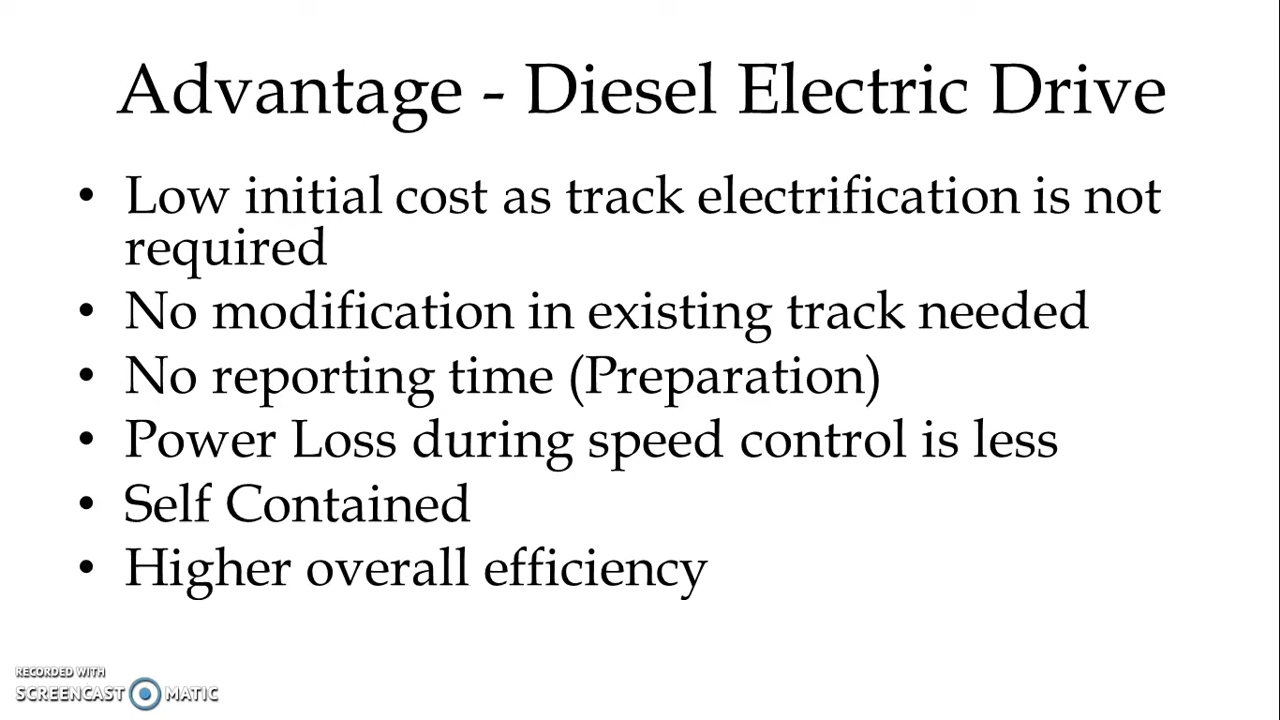 Advantage - Diesel Electric Drive
• Low initial cost as track electrification is not
required
• No modification in existing track needed
• No reporting time (Preparation)
• Power Loss during speed control is less
• Self Contained
• Higher overall efficiency
RECORDED WITH
SCREENCAST MATIC